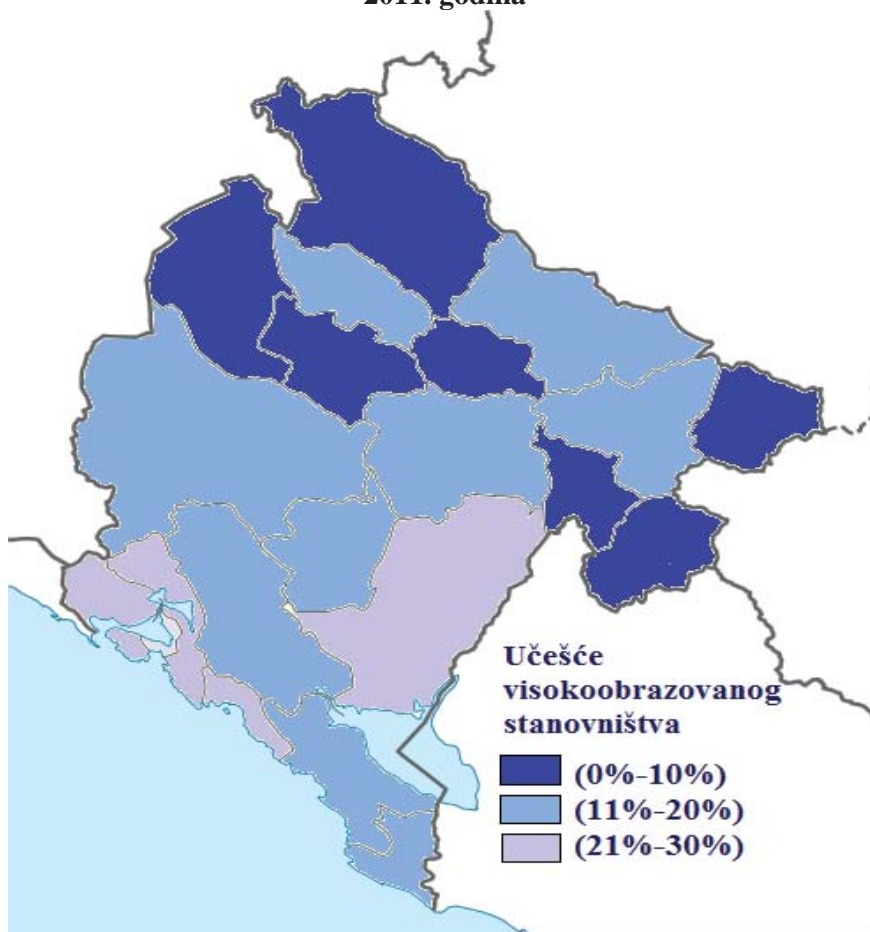 2011. godina
Učešće
visokoobrazovanog
stanovništva
(0%-10%)
(11%-20%)
(21%-30%)